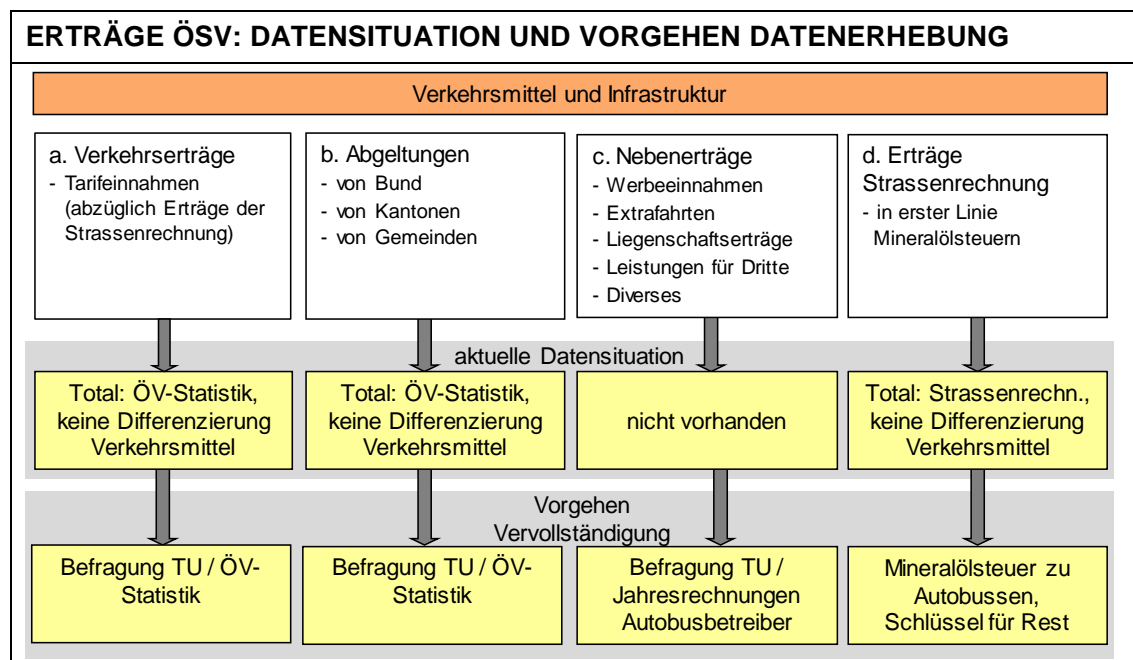 ERTRÄGE ÖSV: DATENSITUATION UND VORGEHEN DATENERHEBUNG
Verkehrsmittel und Infrastruktur
a. Verkehrserträge
- Tarifeinnahmen
(abzüglich Erträge der
Strassenrechnung)
b. Abgeltungen
- von Bund
- von Kantonen
- von Gemeinden
c. Nebenerträge
- Werbeeinnahmen
- Extrafahrten
- Liegenschaftserträge
- Leistungen für Dritte
- Diverses
d. Erträge
Strassenrechnung
- in erster Linie
Mineralölsteuern
aktuelle Datensituation
Total: ÖV-Statistik,
keine Differenzierung
Verkehrsmittel
Total: ÖV-Statistik,
keine Differenzierung
Verkehrsmittel
nicht vorhanden
Total: Strassenrechn.,
keine Differenzierung
Verkehrsmittel
Vorgehen
Vervollständigung
Befragung TU / ÖV-
Statistik
Befragung TU / ÖV-
Statistik
Befragung TU /
Jahresrechnungen
Autobusbetreiber
Mineralölsteuer zu
Autobussen,
Schlüssel für Rest